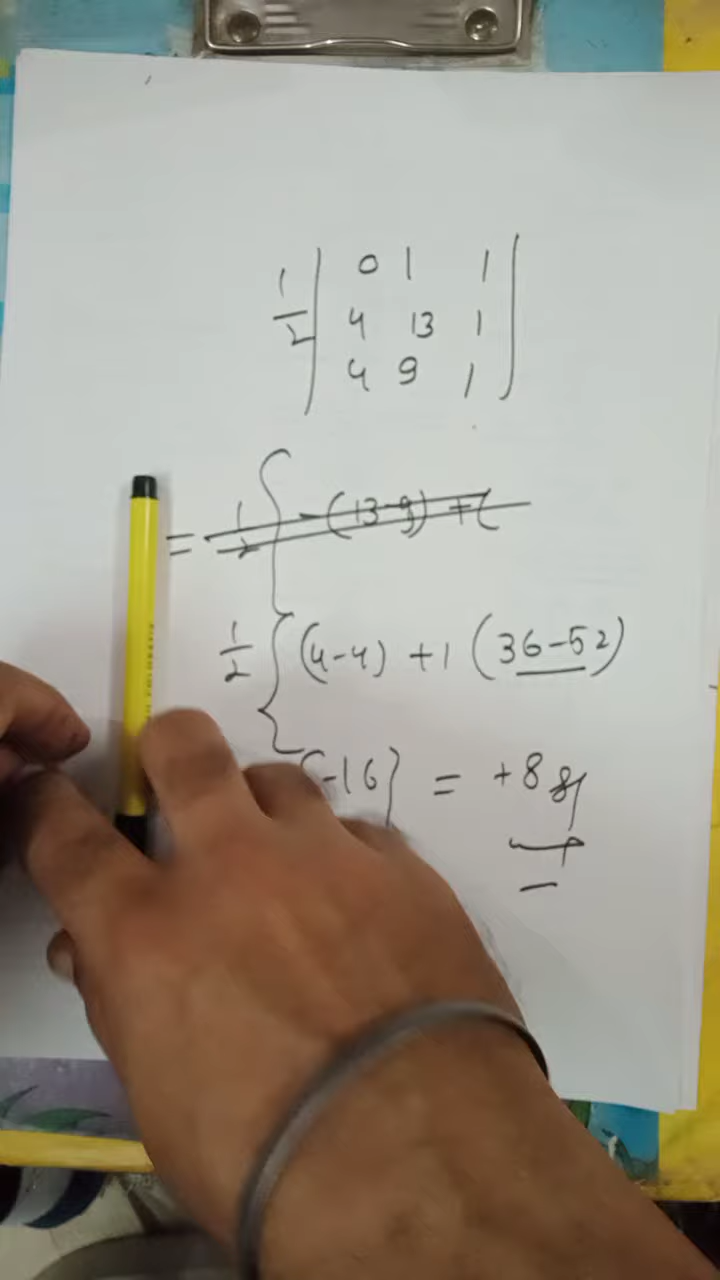 1/2 | 0 1 1 |
| 4 13 1 |
| 4 9 1 |
= 1/2 { -(13-9) + (
1/2 { (4-4) + 1 (36-52)
{-16} = +8